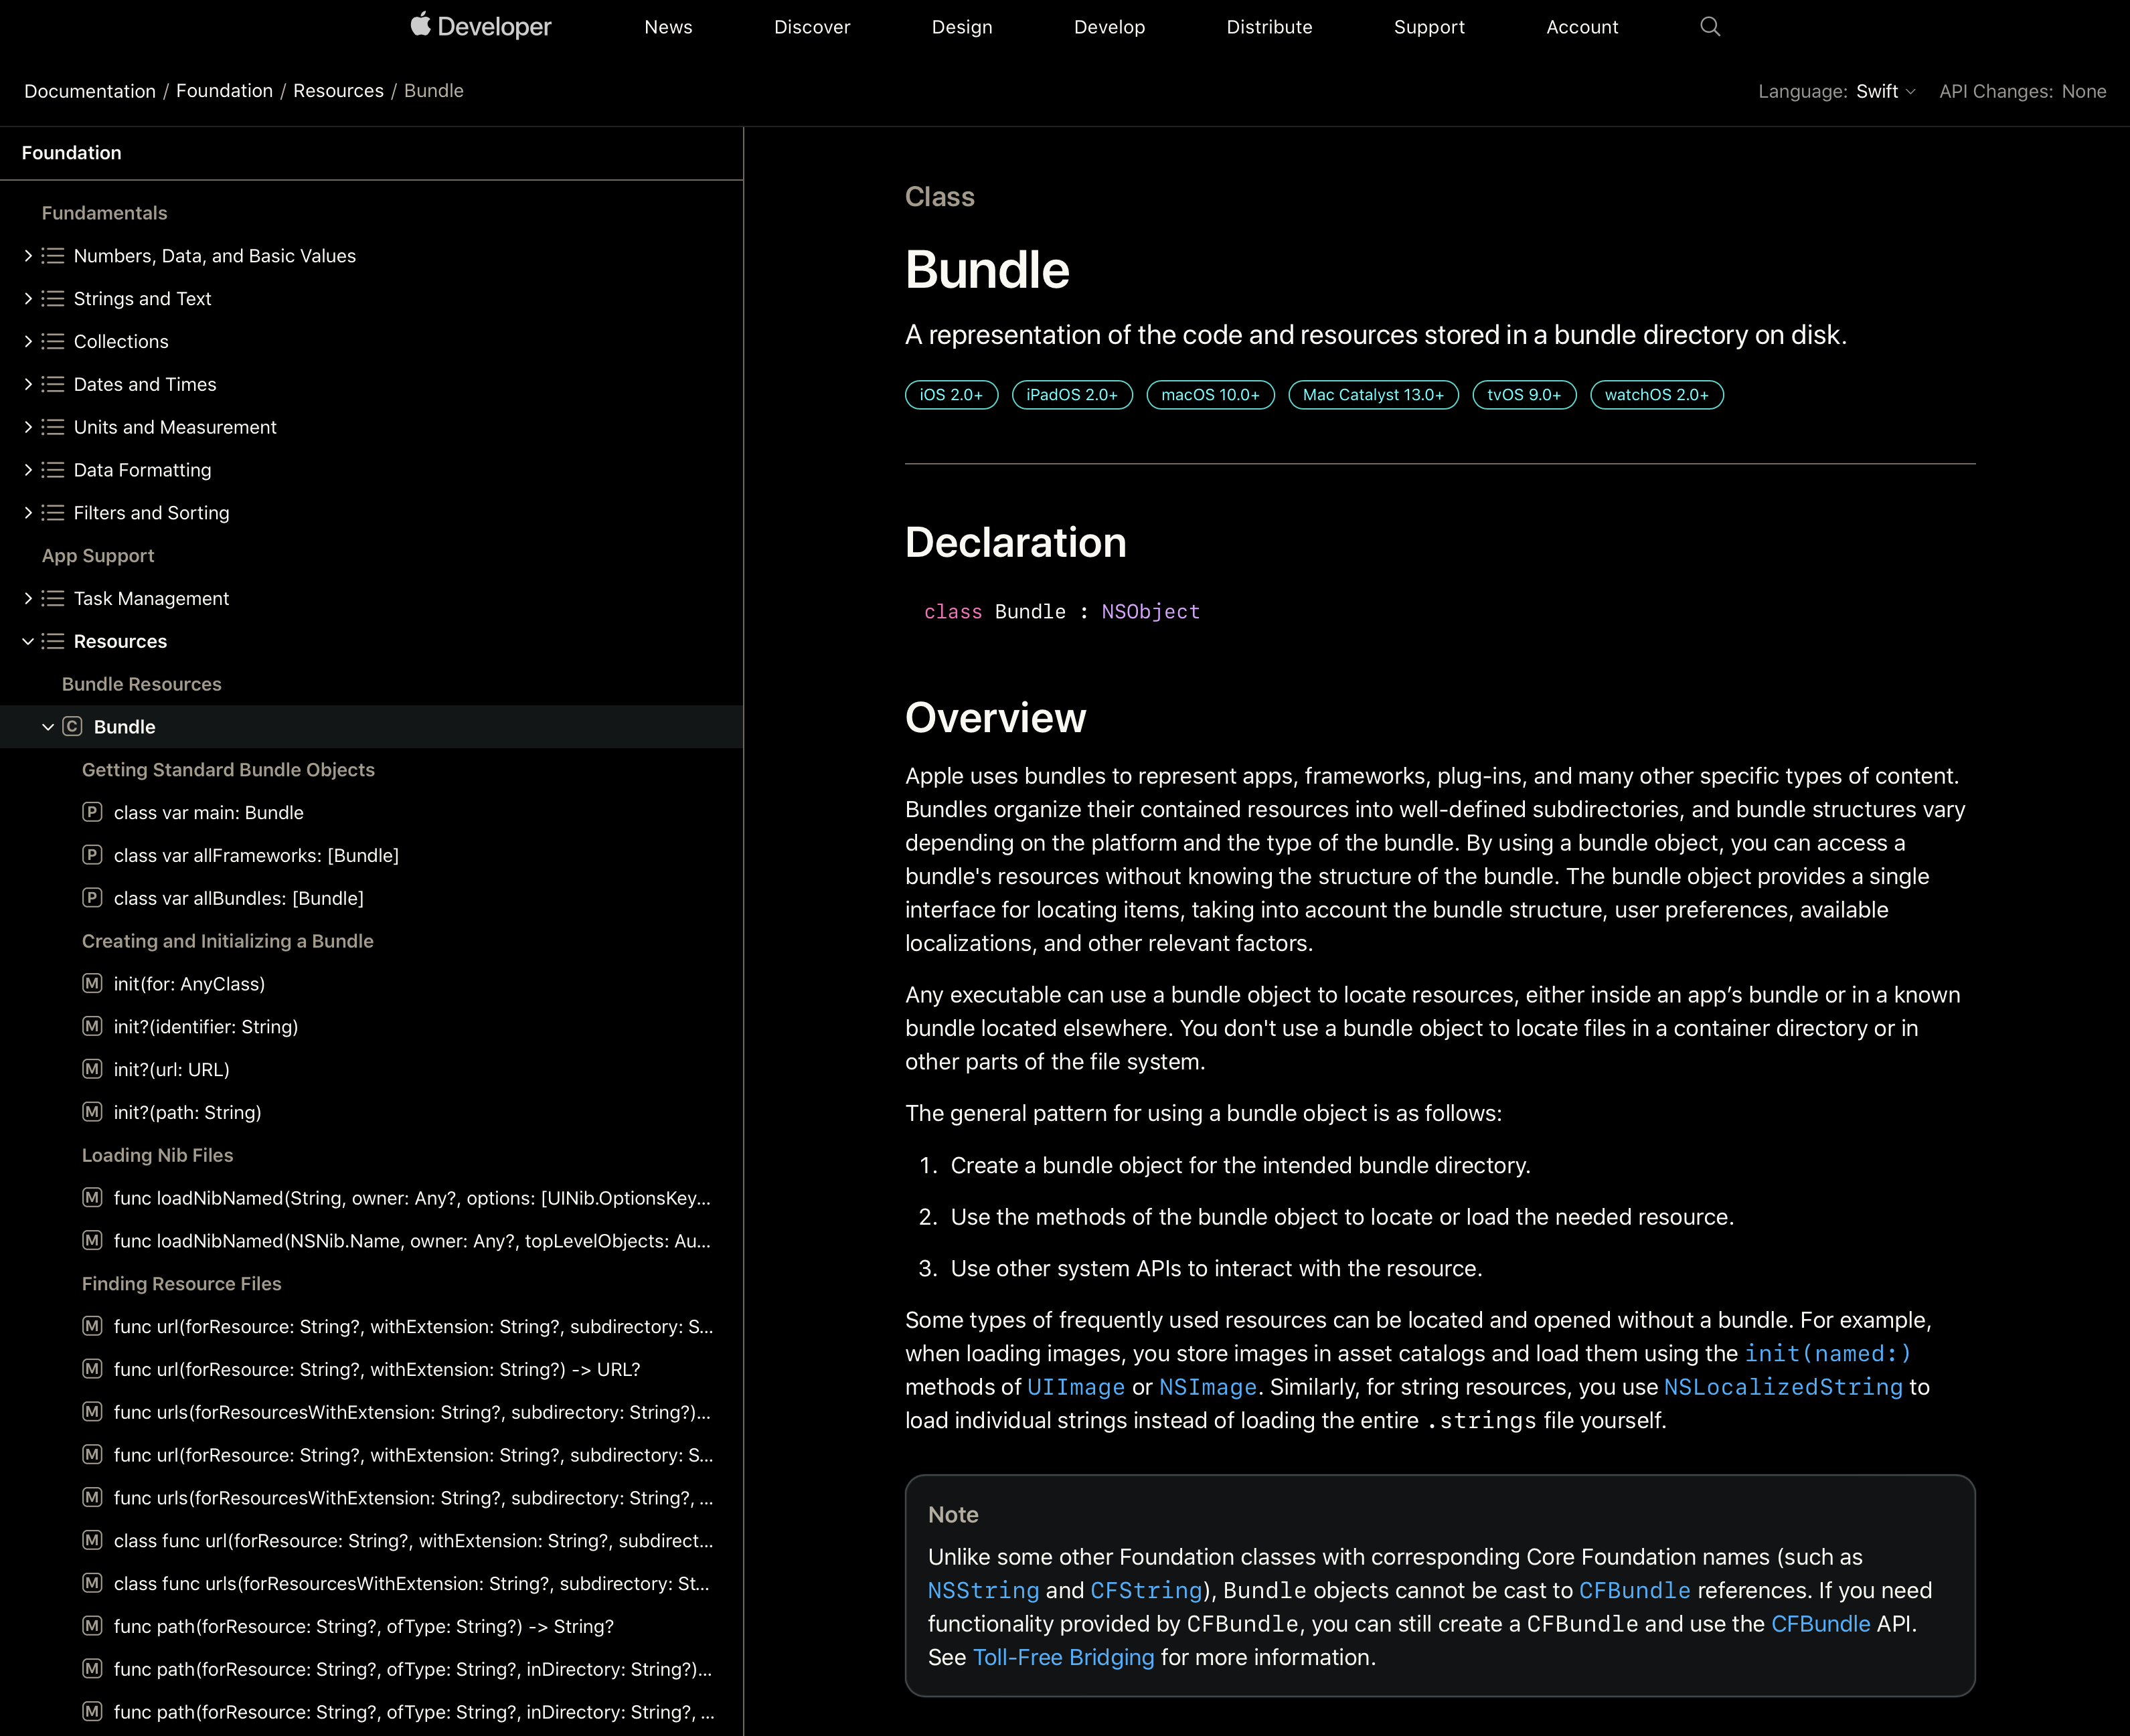 Developer
News
Discover
Design
Develop
Distribute
Support
Account
Documentation / Foundation / Resources / Bundle
Language: Swift
API Changes: None
Foundation
Fundamentals
Numbers, Data, and Basic Values
Strings and Text
Collections
Dates and Times
Units and Measurement
Data Formatting
Filters and Sorting
App Support
Task Management
Resources
Bundle Resources
C Bundle
Getting Standard Bundle Objects
P class var main: Bundle
P class var allFrameworks: [Bundle]
P class var allBundles: [Bundle]
Creating and Initializing a Bundle
M init(for: AnyClass)
M init?(identifier: String)
M init?(url: URL)
M init?(path: String)
Loading Nib Files
M func loadNibNamed(String, owner: Any?, options: [UINib.OptionsKey...
M func loadNibNamed(NSNib.Name, owner: Any?, topLevelObjects: Au...
Finding Resource Files
M func url(forResource: String?, withExtension: String?, subdirectory: S...
M func url(forResource: String?, withExtension: String?) -> URL?
M func urls(forResourcesWithExtension: String?, subdirectory: String?)...
M func url(forResource: String?, withExtension: String?, subdirectory: S...
M func urls(forResourcesWithExtension: String?, subdirectory: String?, ...
M class func url(forResource: String?, withExtension: String?, subdirect...
M class func urls(forResourcesWithExtension: String?, subdirectory: St...
M func path(forResource: String?, ofType: String?) -> String?
M func path(forResource: String?, ofType: String?, inDirectory: String?)...
M func path(forResource: String?, ofType: String?, inDirectory: String?, ...
Class
Bundle
A representation of the code and resources stored in a bundle directory on disk.
iOS 2.0+
iPadOS 2.0+
macOS 10.0+
Mac Catalyst 13.0+
tvOS 9.0+
watchOS 2.0+
Declaration
class Bundle : NSObject
Overview
Apple uses bundles to represent apps, frameworks, plug-ins, and many other specific types of content.
Bundles organize their contained resources into well-defined subdirectories, and bundle structures vary
depending on the platform and the type of the bundle. By using a bundle object, you can access a
bundle's resources without knowing the structure of the bundle. The bundle object provides a single
interface for locating items, taking into account the bundle structure, user preferences, available
localizations, and other relevant factors.
Any executable can use a bundle object to locate resources, either inside an app’s bundle or in a known
bundle located elsewhere. You don't use a bundle object to locate files in a container directory or in
other parts of the file system.
The general pattern for using a bundle object is as follows:
1. Create a bundle object for the intended bundle directory.
2. Use the methods of the bundle object to locate or load the needed resource.
3. Use other system APIs to interact with the resource.
Some types of frequently used resources can be located and opened without a bundle. For example,
when loading images, you store images in asset catalogs and load them using the init(named:)
methods of UIImage or NSImage. Similarly, for string resources, you use NSLocalizedString to
load individual strings instead of loading the entire .strings file yourself.
Note
Unlike some other Foundation classes with corresponding Core Foundation names (such as
NSString and CFString), Bundle objects cannot be cast to CFBundle references. If you need
functionality provided by CFBundle, you can still create a CFBundle and use the CFBundle API.
See Toll-Free Bridging for more information.